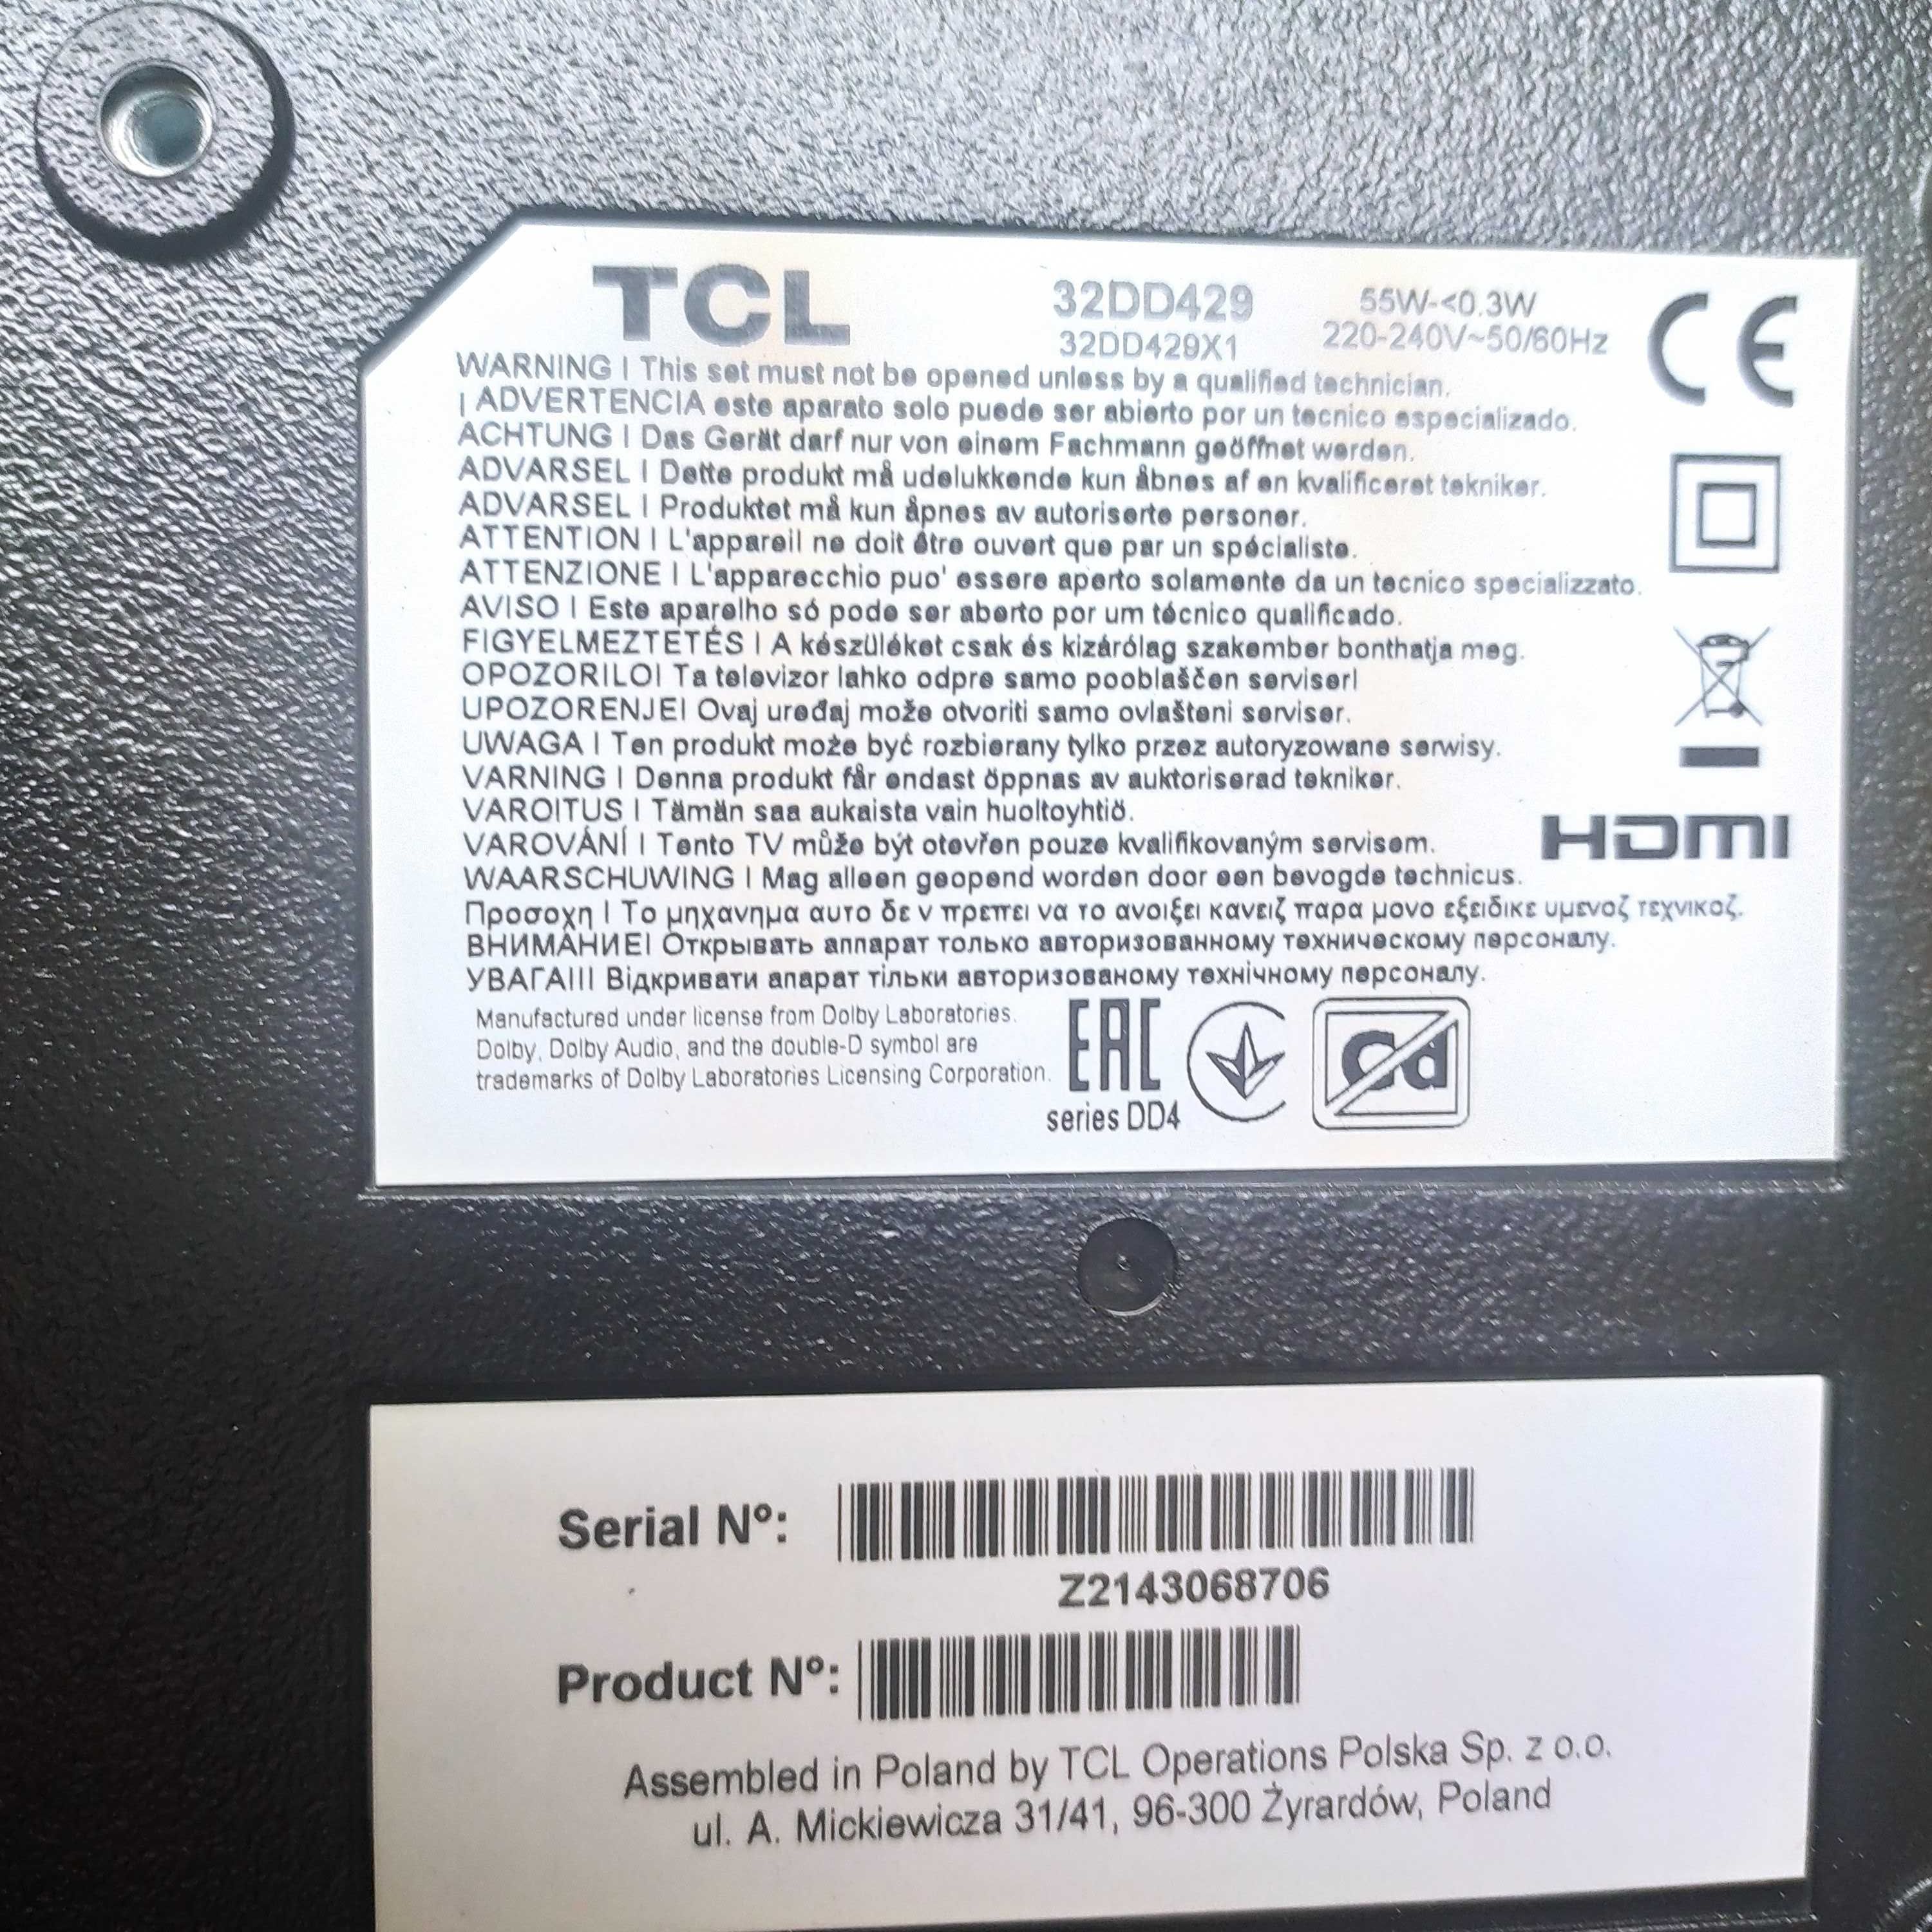 TCL 32DD429 55W-<0.3W CE
32DD429X1 220-240V~50/60Hz
WARNING | This set must not be opened unless by a qualified technician.
| ADVERTENCIA este aparato solo puede ser abierto por un tecnico especializado.
ACHTUNG | Das Gerät darf nur von einem Fachmann geöffnet werden.
ADVARSEL | Dette produkt må udelukkende kun åbnes af en kvalificeret tekniker.
ADVARSEL | Produktet må kun åpnes av autoriserte personer.
ATTENTION | L'appareil ne doit être ouvert que par un spécialiste.
ATTENZIONE | L'apparecchio puo' essere aperto solamente da un tecnico specializzato.
AVISO | Este aparelho só pode ser aberto por um técnico qualificado.
FIGYELMEZTETÉS | A készüléket csak és kizárólag szakember bonthatja meg.
OPOZORILO! Ta televizor lahko odpre samo pooblaščen serviser!
UPOZORENJE! Ovaj uređaj može otvoriti samo ovlašteni serviser.
UWAGA | Ten produkt może być rozbierany tylko przez autoryzowane serwisy.
VARNING | Denna produkt får endast öppnas av auktoriserad tekniker.
VAROITUS | Tämän saa aukaista vain huoltoyhtiö.
VAROVÁNÍ | Tento TV může být otevřen pouze kvalifikovaným servisem.
HDMI
WAARSCHUWING | Mag alleen geopend worden door een bevogde technicus.
Προσοχη | Το μηχανημα αυτο δε ν πρεπει να το ανοιξει κανειζ παρα μονο εξειδικε υμενοζ τεχνικοζ.
ВНИМАНИЕ! Открывать аппарат только авторизованному техническому персоналу.
УВАГА!!! Відкривати апарат тільки авторизованому технічному персоналу.
Manufactured under license from Dolby Laboratories.
Dolby, Dolby Audio, and the double-D symbol are
trademarks of Dolby Laboratories Licensing Corporation.
EAC Cd
series DD4
Serial Nº:
Z2143068706
Product Nº:
Assembled in Poland by TCL Operations Polska Sp. z o.o.
ul. A. Mickiewicza 31/41, 96-300 Żyrardów, Poland